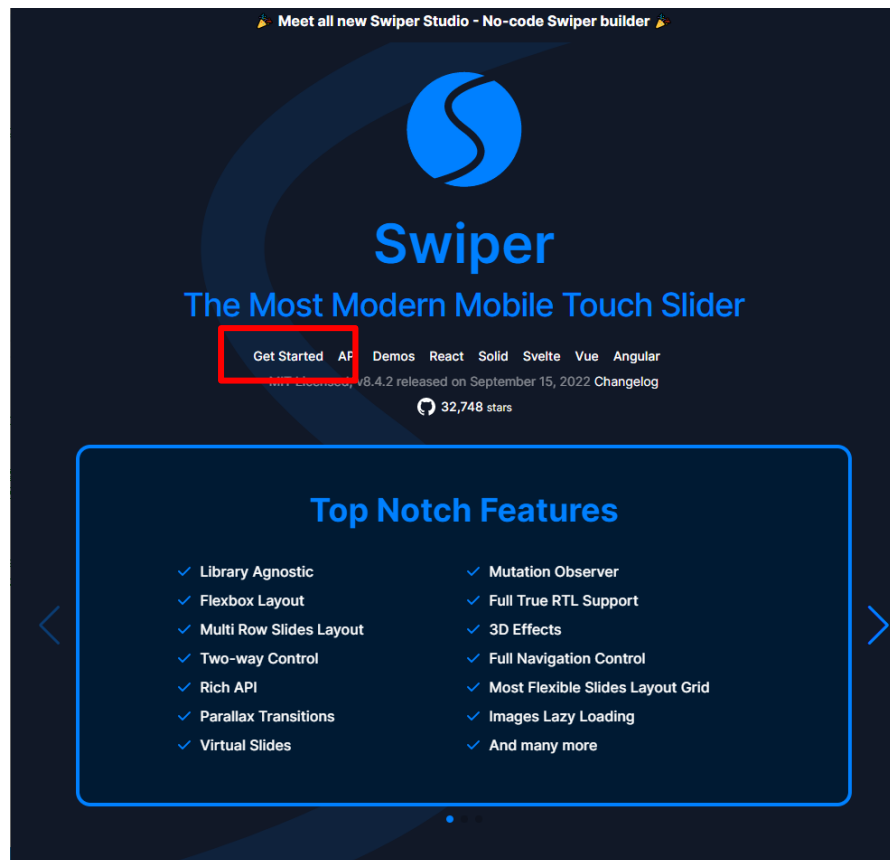 🎉 Meet all new Swiper Studio - No-code Swiper builder 🎉
Swiper
The Most Modern Mobile Touch Slider
Get Started API Demos React Solid Svelte Vue Angular
MIT Licensed, v8.4.2 released on September 15, 2022 Changelog
32,748 stars
Top Notch Features
Library Agnostic
Flexbox Layout
Multi Row Slides Layout
Two-way Control
Rich API
Parallax Transitions
Virtual Slides
Mutation Observer
Full True RTL Support
3D Effects
Full Navigation Control
Most Flexible Slides Layout Grid
Images Lazy Loading
And many more